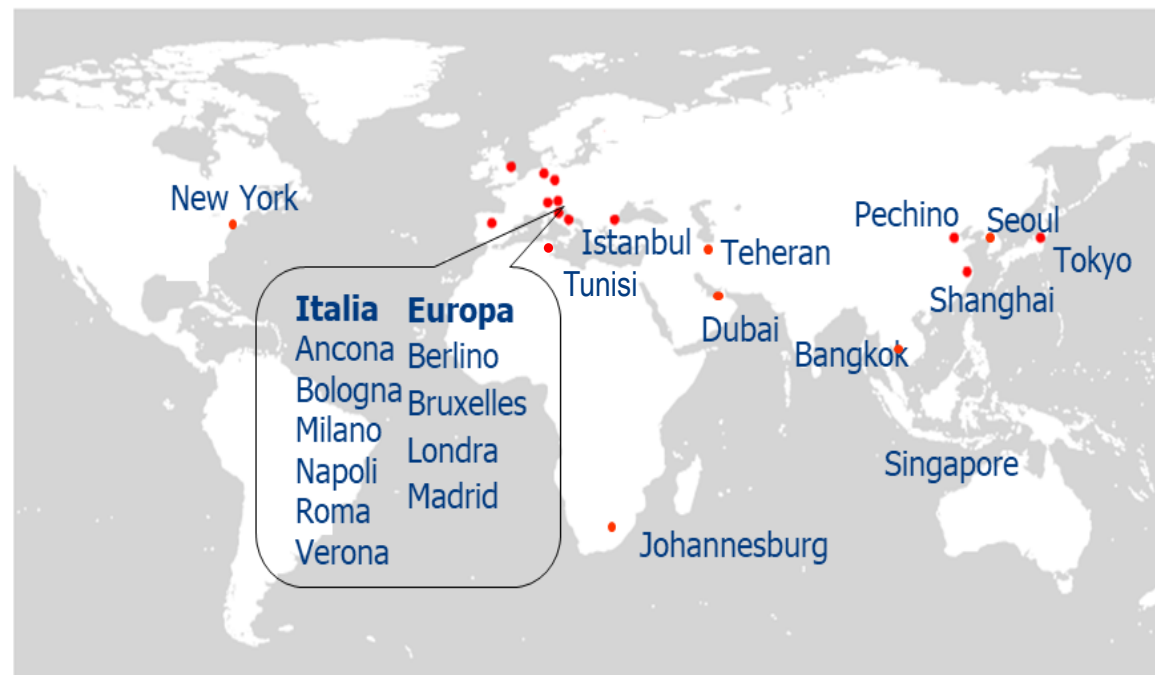 New York
Pechino
Seoul
Istanbul
Teheran
Tokyo
Tunisi
Shanghai
Dubai
Bangkok
Singapore
Johannesburg
Italia
Ancona
Bologna
Milano
Napoli
Roma
Verona
Europa
Berlino
Bruxelles
Londra
Madrid